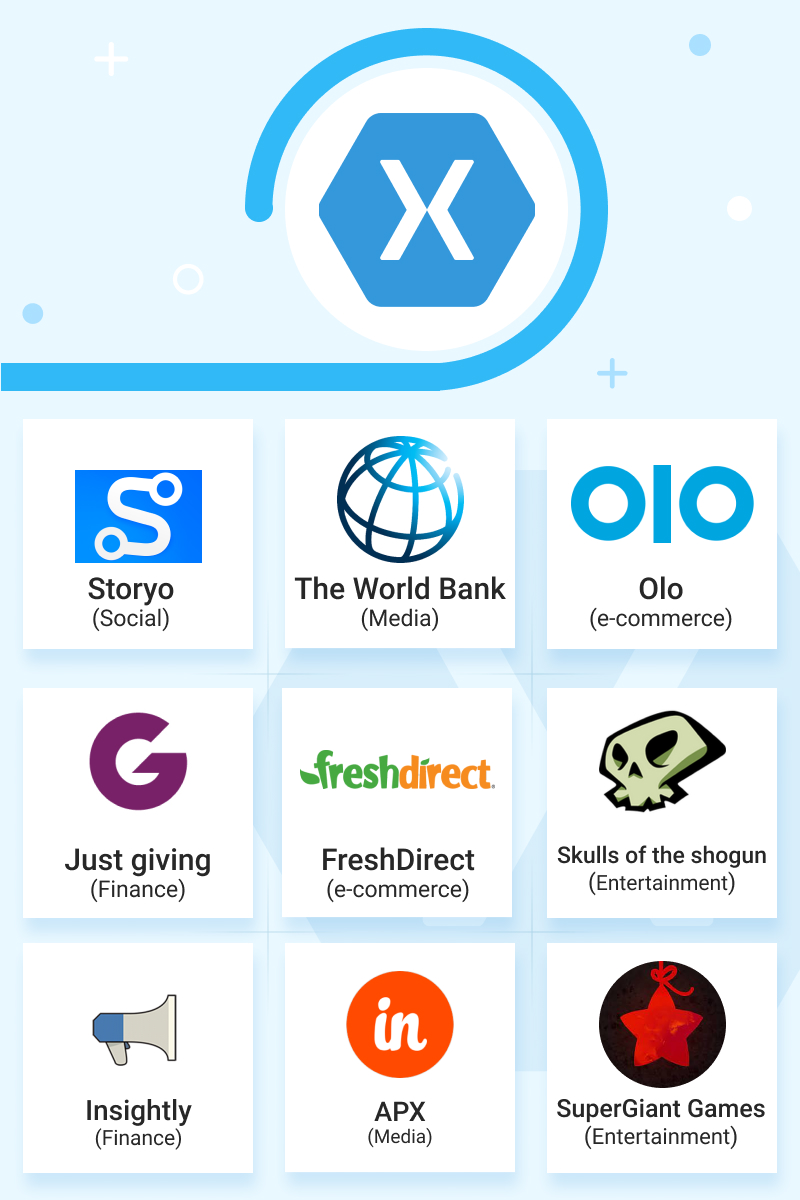 X
S
Storyo
(Social)
The World Bank
(Media)
olo
Olo
(e-commerce)
G
Just giving
(Finance)
freshdirect.
FreshDirect
(e-commerce)
Skulls of the shogun
(Entertainment)
Insightly
(Finance)
in
APX
(Media)
SuperGiant Games
(Entertainment)